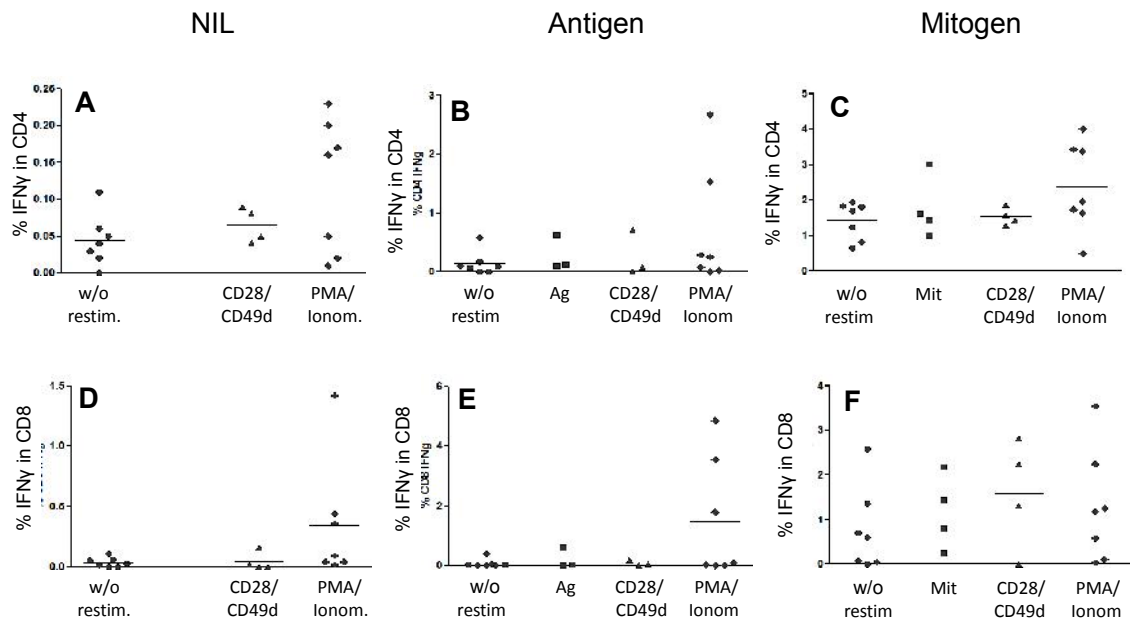 NIL Antigen Mitogen
A
% IFNγ in CD4
0.25
0.20
0.15
0.10
0.05
0.00
w/o restim.
CD28/ CD49d
PMA/ Ionom.
B
% IFNγ in CD4
% CD4 IFNg
3
2
1
0
w/o restim
Ag
CD28/ CD49d
PMA/ Ionom
C
% IFNγ in CD4
5
4
3
2
1
0
w/o restim
Mit
CD28/ CD49d
PMA/ Ionom
D
% IFNγ in CD8
1.5
1.0
0.5
0.0
w/o restim.
CD28/ CD49d
PMA/ Ionom.
E
% IFNγ in CD8
% CD8 IFNg
6
4
2
0
w/o restim
Ag
CD28/ CD49d
PMA/ Ionom
F
% IFNγ in CD8
4
3
2
1
0
w/o restim
Mit
CD28/ CD49d
PMA/ Ionom